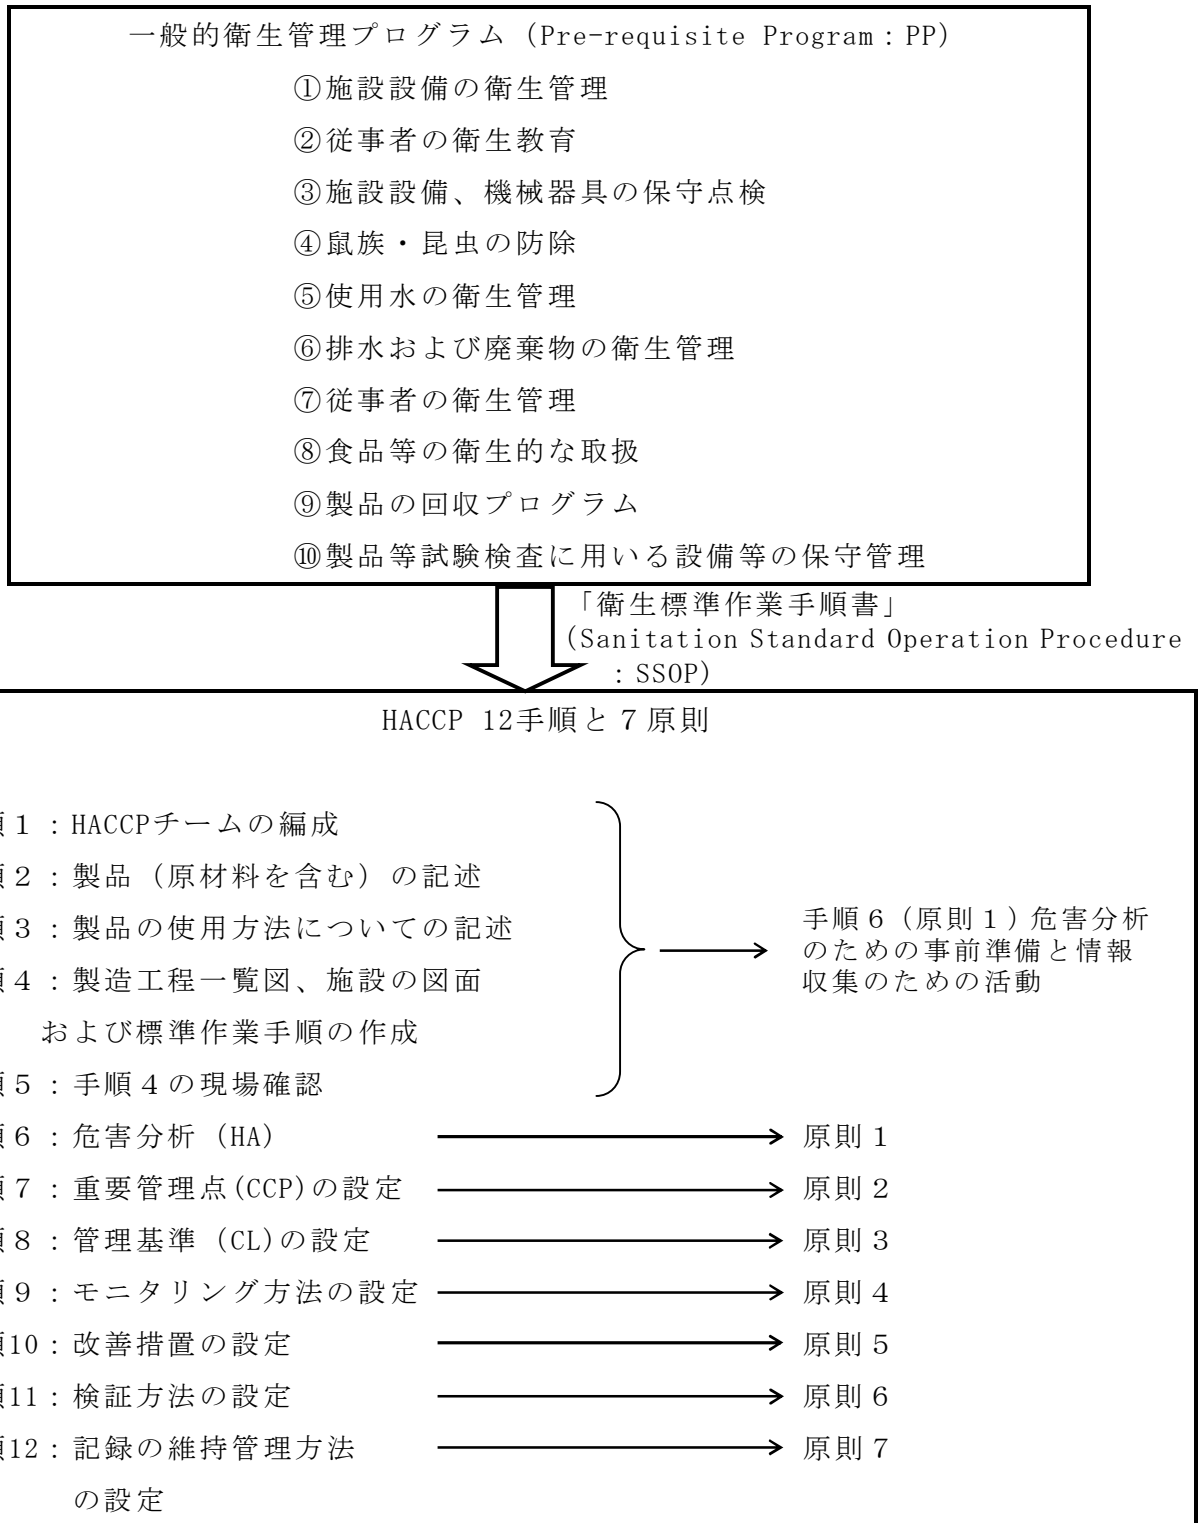 一般的衛生管理プログラム (Pre-requisite Program：PP)
①施設設備の衛生管理
②従事者の衛生教育
③施設設備、機械器具の保守点検
④鼠族・昆虫の防除
⑤使用水の衛生管理
⑥排水および廃棄物の衛生管理
⑦従事者の衛生管理
⑧食品等の衛生的な取扱
⑨製品の回収プログラム
⑩製品等試験検査に用いる設備等の保守管理
「衛生標準作業手順書」
(Sanitation Standard Operation Procedure
：SSOP)
HACCP 12手順と７原則
順１：HACCPチームの編成
順２：製品（原材料を含む）の記述
順３：製品の使用方法についての記述
順４：製造工程一覧図、施設の図面
および標準作業手順の作成
順５：手順４の現場確認
手順６（原則１）危害分析
のための事前準備と情報
収集のための活動
順６：危害分析 (HA) 原則１
順７：重要管理点(CCP)の設定 原則２
順８：管理基準 (CL)の設定 原則３
順９：モニタリング方法の設定 原則４
順10：改善措置の設定 原則５
順11：検証方法の設定 原則６
順12：記録の維持管理方法 原則７
の設定